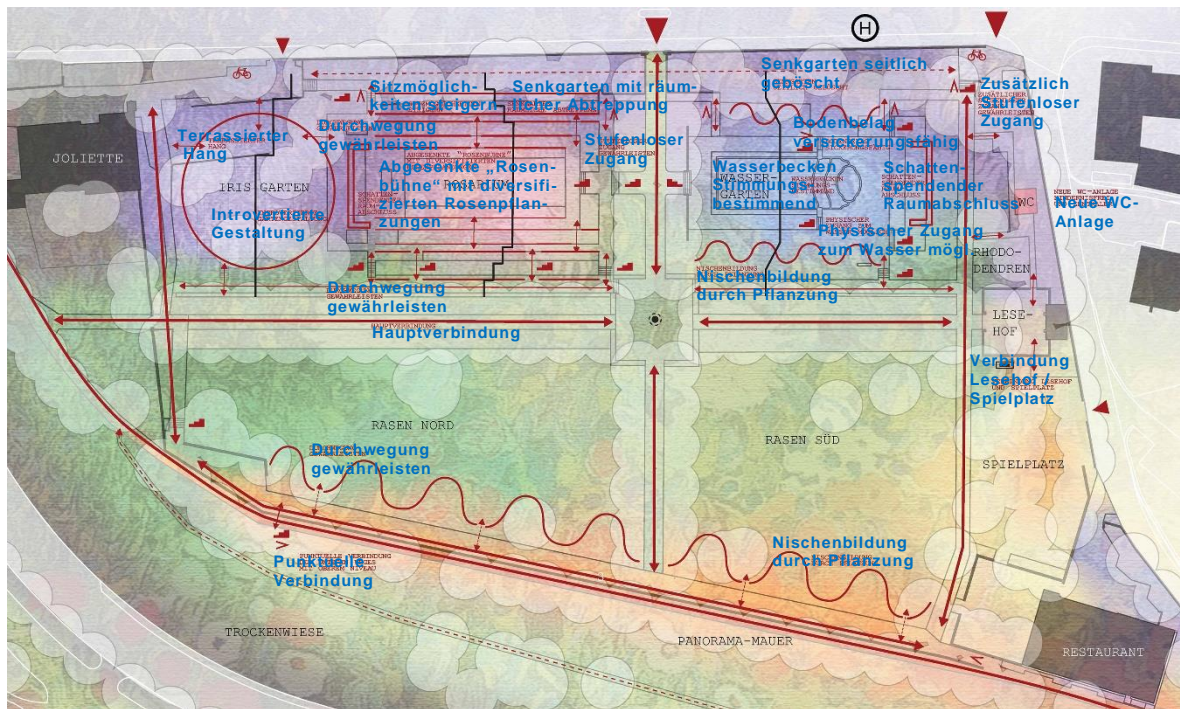 H
Senkgarten seitlich
geböscht
Sitzmöglich-
keiten steigern
Senkgarten mit räum-
licher Abtreppung
Zusätzlich
Stufenloser
Zugang
Durchwegung
gewährleisten
Terrassierter
Hang
Stufenloser
Zugang
Bodenbelag
versickerungsfähig
JOLIETTE
IRIS GARTEN
Abgesenkte „Rosen-
bühne“ mit diversifi-
zierten Rosenpflan-
zungen
Wasserbecken
Stimmungs-
bestimmend
WASSER-
GARTEN
Schatten-
spendender
Raumabschluss
WC
Neue WC-
Anlage
Introvertierte
Gestaltung
Physischer Zugang
zum Wasser mögl.
RHODO-
DENDREN
Durchwegung
gewährleisten
Nischenbildung
durch Pflanzung
Hauptverbindung
LESE-
HOF
Verbindung
Lesehof /
Spielplatz
RASEN NORD
RASEN SÜD
Durchwegung
gewährleisten
SPIELPLATZ
Punktuelle
Verbindung
Nischenbildung
durch Pflanzung
TROCKENWIESE
PANORAMA-MAUER
RESTAURANT